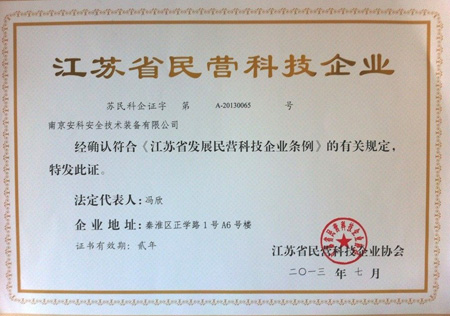 江苏省民营科技企业
苏民科企证字 第 A-20130065 号
南京安科安全技术装备有限公司
经确认符合《江苏省发展民营科技企业条例》的有关规定，
特发此证。
法定代表人：冯欣
企业地址：秦淮区正学路1号A6号楼
证书有效期：贰年
江苏省民营科技企业协会
二〇一三年七月